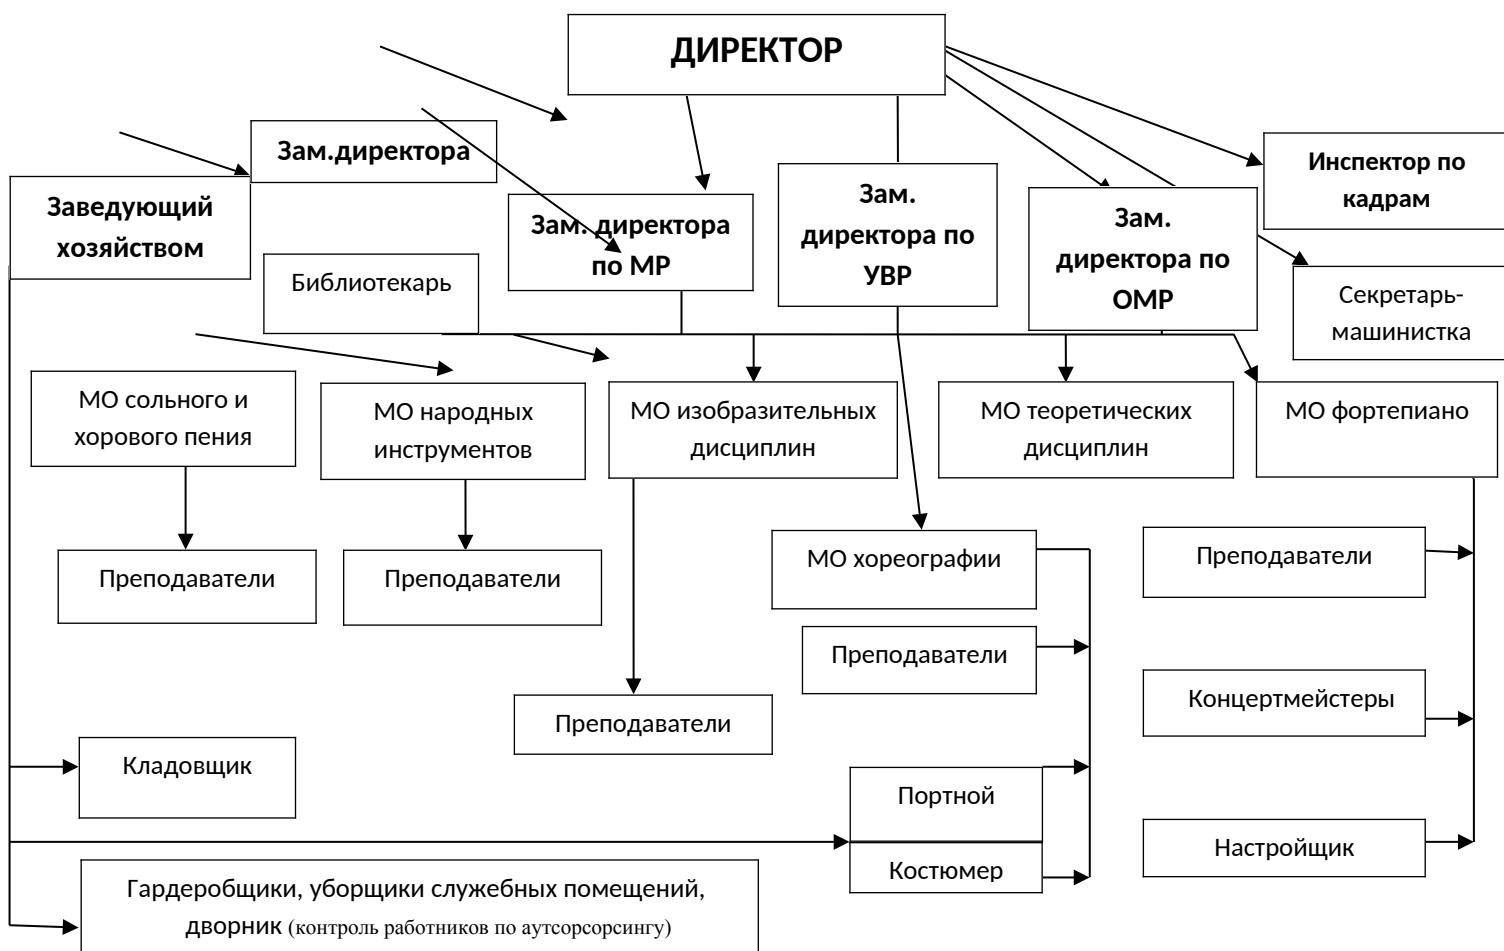 ДИРЕКТОР
Зам.директора
Инспектор по
кадрам
Заведующий
хозяйством
Зам. директора
по МР
Зам.
директора по
УВР
Зам.
директора по
ОМР
Библиотекарь
Секретарь-
машинистка
МО сольного и
хорового пения
МО народных
инструментов
МО изобразительных
дисциплин
МО теоретических
дисциплин
МО фортепиано
Преподаватели
Преподаватели
МО хореографии
Преподаватели
Преподаватели
Преподаватели
Концертмейстеры
Кладовщик
Портной
Костюмер
Настройщик
Гардеробщики, уборщики служебных помещений,
дворник (контроль работников по аутсорсорсингу)